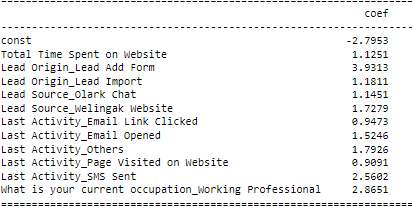 coef
const -2.7953
Total Time Spent on Website 1.1251
Lead Origin_Lead Add Form 3.9313
Lead Origin_Lead Import 1.1811
Lead Source_Olark Chat 1.1451
Lead Source_Welingak Website 1.7279
Last Activity_Email Link Clicked 0.9473
Last Activity_Email Opened 1.5246
Last Activity_Others 1.7926
Last Activity_Page Visited on Website 0.9091
Last Activity_SMS Sent 2.5602
What is your current occupation_Working Professional 2.8651